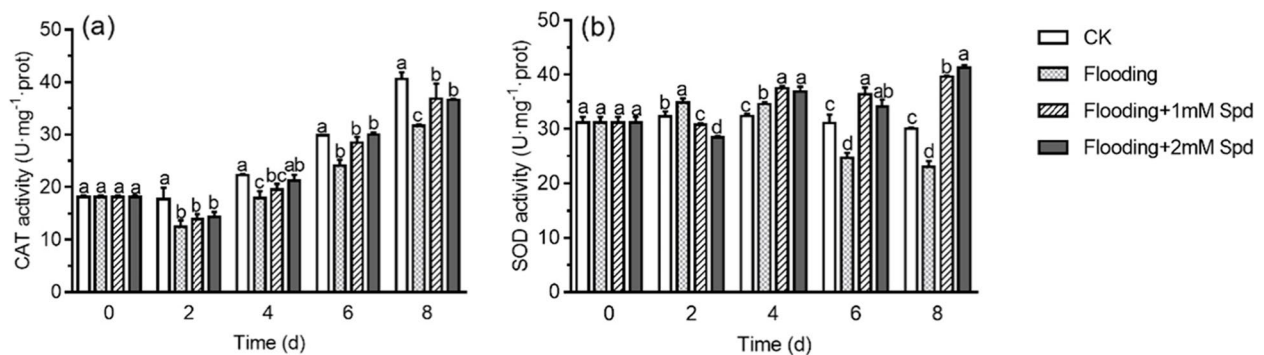 (a)
CAT activity (U·mg⁻¹·prot)
50
40
30
20
10
0
a a a a
a b b b
a c bc ab
a b b b
a c b b
0 2 4 6 8
Time (d)
(b)
SOD activity (U·mg⁻¹·prot)
50
40
30
20
10
0
a a a a
b a c d
c b a a
c d a ab
c d b a
0 2 4 6 8
Time (d)
CK
Flooding
Flooding+1mM Spd
Flooding+2mM Spd